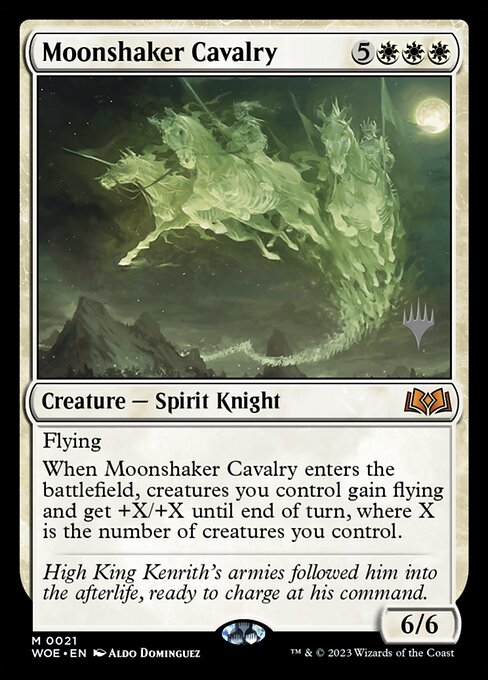 Moonshaker Cavalry 5
Creature — Spirit Knight
Flying
When Moonshaker Cavalry enters the
battlefield, creatures you control gain flying
and get +X/+X until end of turn, where X
is the number of creatures you control.
High King Kenrith's armies followed him into
the afterlife, ready to charge at his command.
6/6
M 0021
WOE • EN Aldo Dominguez
™ & © 2023 Wizards of the Coast